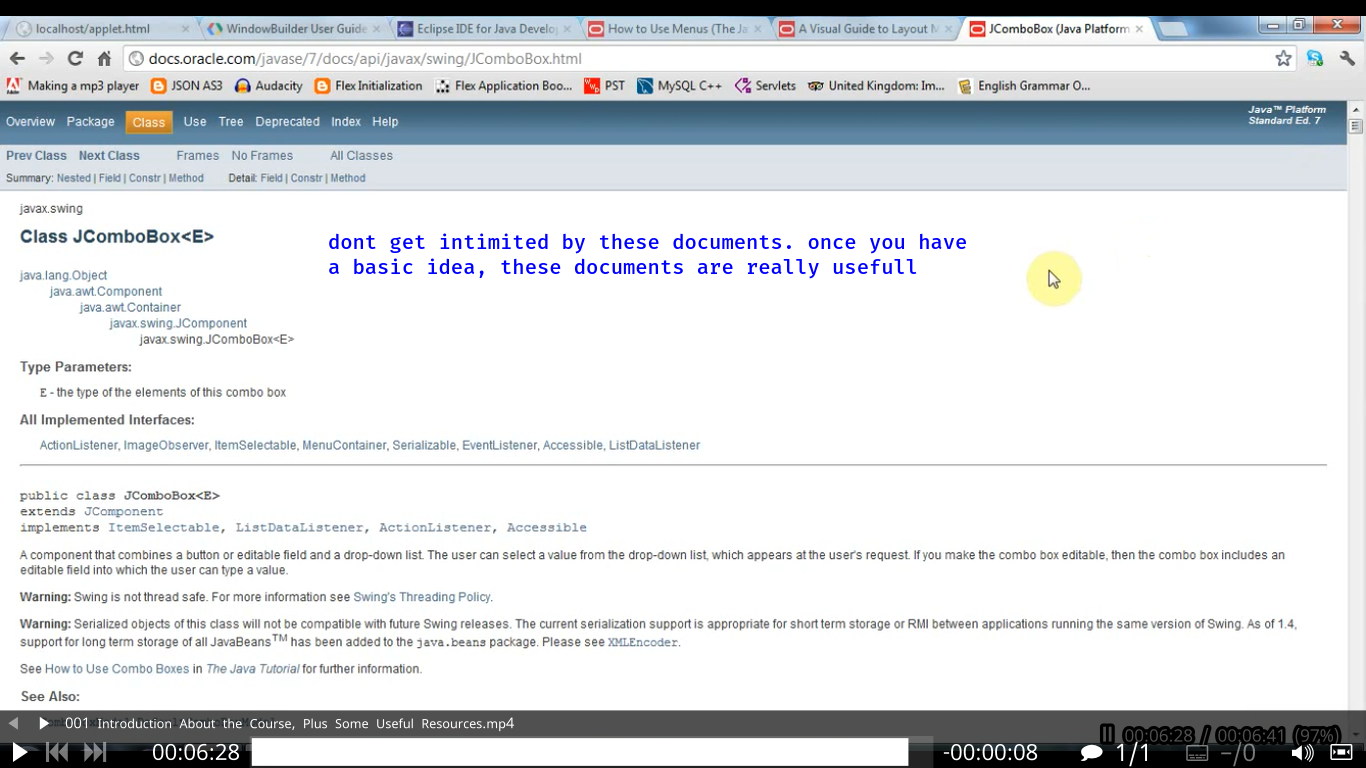 localhost/applet.html
WindowBuilder User Guide
Eclipse IDE for Java Develo
How to Use Menus (The Ja
A Visual Guide to Layout M
JComboBox (Java Platform
docs.oracle.com/javase/7/docs/api/javax/swing/JComboBox.html
Making a mp3 player JSON AS3 Audacity Flex Initialization Flex Application Boo... PST MySQL C++ Servlets United Kingdom: Im... English Grammar O...
Overview Package Class Use Tree Deprecated Index Help
Java™ Platform
Standard Ed. 7
Prev Class Next Class Frames No Frames All Classes
Summary: Nested | Field | Constr | Method Detail: Field | Constr | Method
javax.swing
Class JComboBox<E>
dont get intimited by these documents. once you have
a basic idea, these documents are really usefull
java.lang.Object
java.awt.Component
java.awt.Container
javax.swing.JComponent
javax.swing.JComboBox<E>
Type Parameters:
E - the type of the elements of this combo box
All Implemented Interfaces:
ActionListener, ImageObserver, ItemSelectable, MenuContainer, Serializable, EventListener, Accessible, ListDataListener
public class JComboBox<E>
extends JComponent
implements ItemSelectable, ListDataListener, ActionListener, Accessible
A component that combines a button or editable field and a drop-down list. The user can select a value from the drop-down list, which appears at the user's request. If you make the combo box editable, then the combo box includes an
editable field into which the user can type a value.
Warning: Swing is not thread safe. For more information see Swing's Threading Policy.
Warning: Serialized objects of this class will not be compatible with future Swing releases. The current serialization support is appropriate for short term storage or RMI between applications running the same version of Swing. As of 1.4,
support for long term storage of all JavaBeans™ has been added to the java.beans package. Please see XMLEncoder.
See How to Use Combo Boxes in The Java Tutorial for further information.
See Also:
001 Introduction About the Course, Plus Some Useful Resources.mp4
00:06:28 / 00:06:41 (97%)
00:06:28 -00:00:08 1/1 –/0